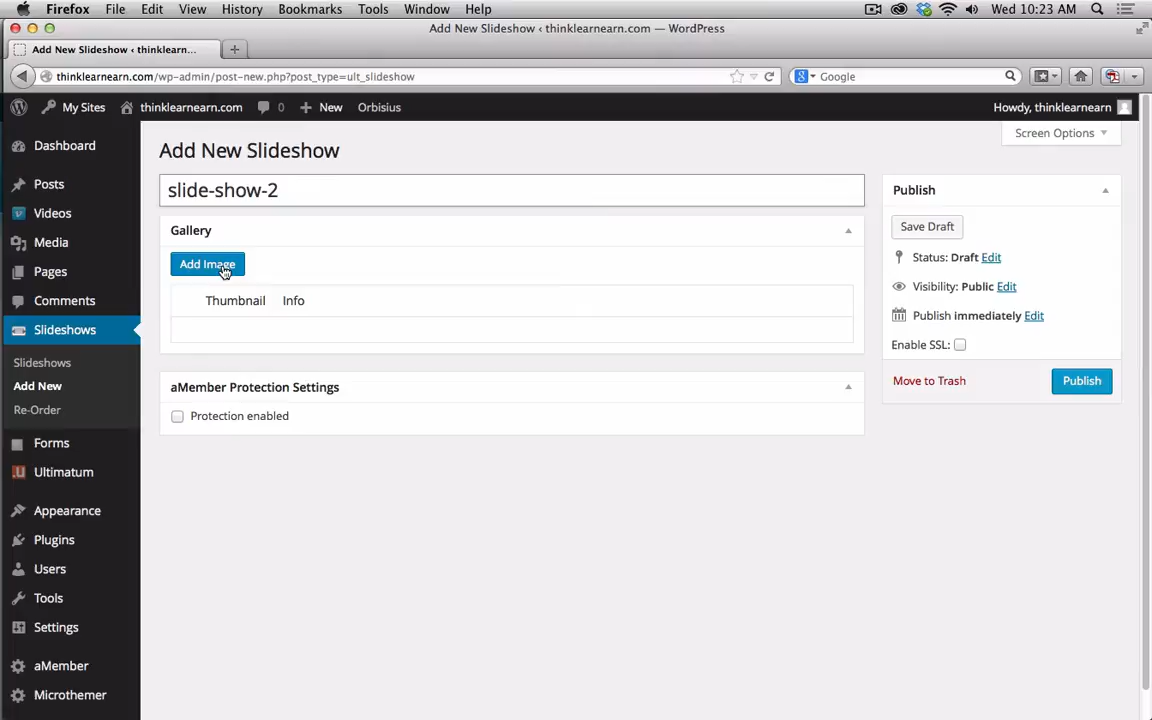 Firefox File Edit View History Bookmarks Tools Window Help Wed 10:23 AM
Add New Slideshow ‹ thinklearnearn.com — WordPress
Add New Slideshow ‹ thinklearn...
thinklearnearn.com/wp-admin/post-new.php?post_type=ult_slideshow Google
My Sites thinklearnearn.com 0 New Orbisius Howdy, thinklearnearn
Screen Options
Dashboard
Posts
Videos
Media
Pages
Comments
Slideshows
Slideshows
Add New
Re-Order
Forms
Ultimatum
Appearance
Plugins
Users
Tools
Settings
aMember
Microthemer
Add New Slideshow
slide-show-2
Gallery
Add Image
Thumbnail Info
aMember Protection Settings
Protection enabled
Publish
Save Draft
Status: Draft Edit
Visibility: Public Edit
Publish immediately Edit
Enable SSL:
Move to Trash Publish